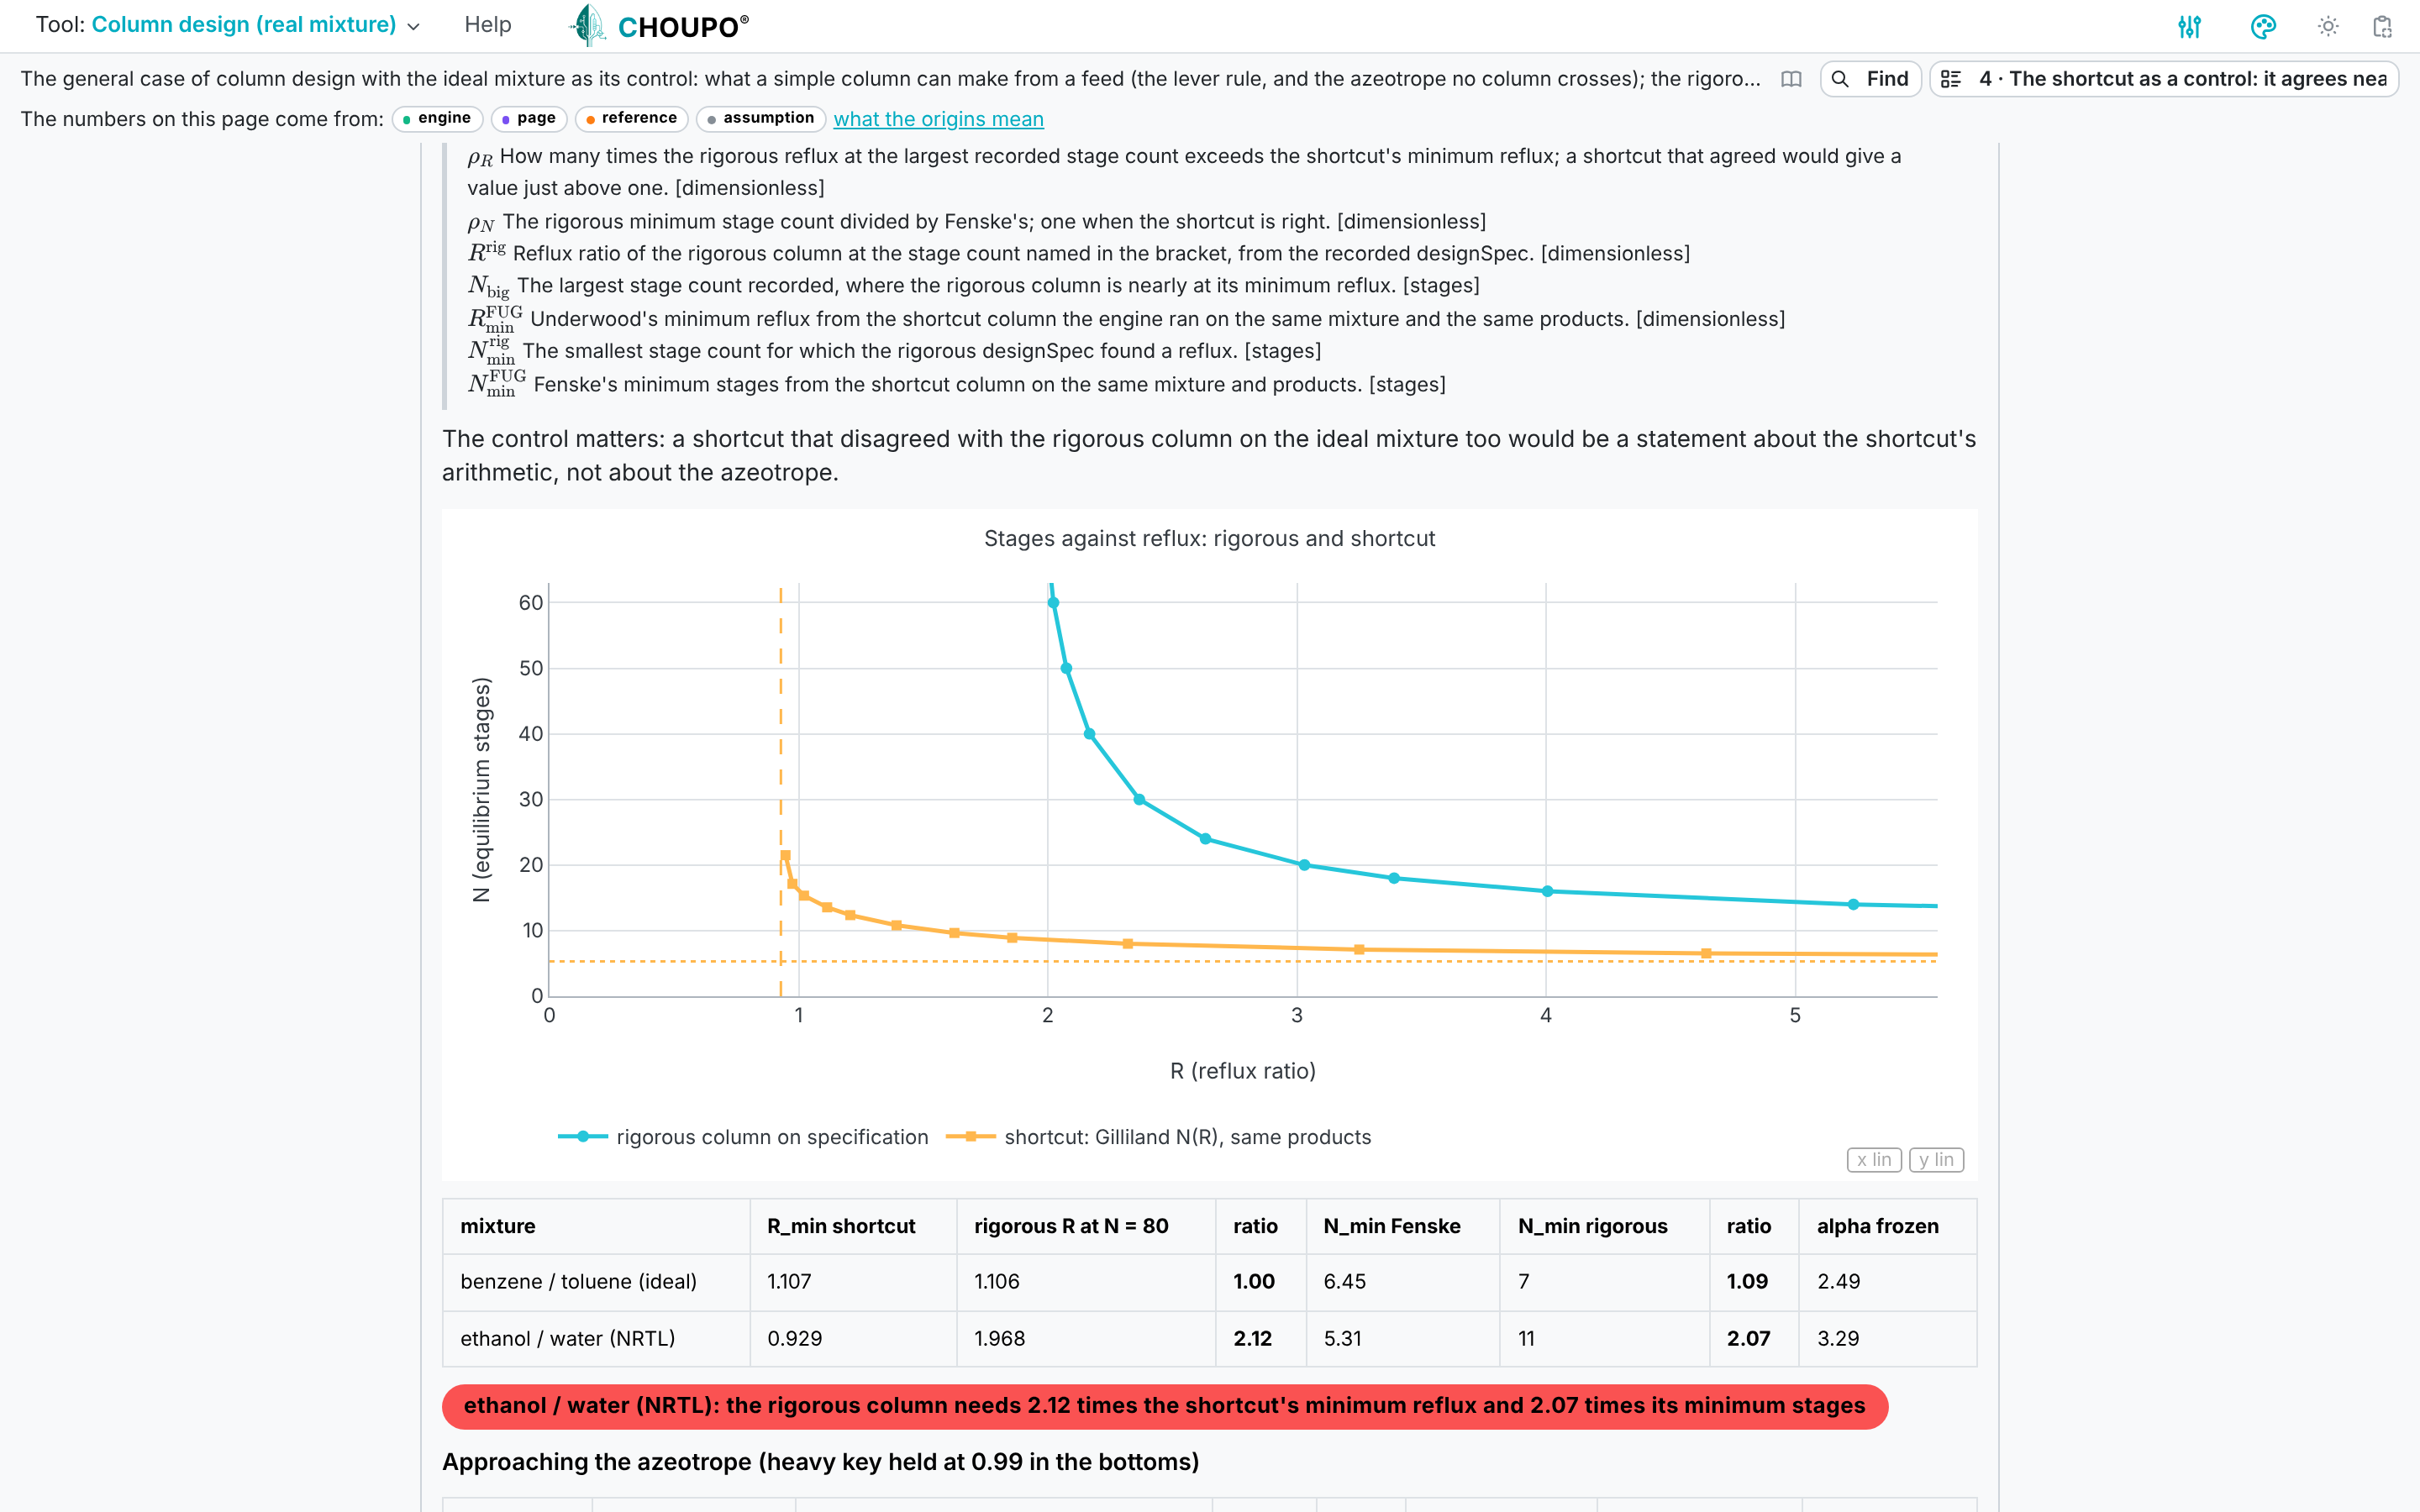 Tool: Column design (real mixture)
Help
CHOUPO®
The general case of column design with the ideal mixture as its control: what a simple column can make from a feed (the lever rule, and the azeotrope no column crosses); the rigoro...
Find
4 · The shortcut as a control: it agrees nea
The numbers on this page come from: engine page reference assumption what the origins mean
ρ_R How many times the rigorous reflux at the largest recorded stage count exceeds the shortcut's minimum reflux; a shortcut that agreed would give a
value just above one. [dimensionless]
ρ_N The rigorous minimum stage count divided by Fenske's; one when the shortcut is right. [dimensionless]
R^rig Reflux ratio of the rigorous column at the stage count named in the bracket, from the recorded designSpec. [dimensionless]
N_big The largest stage count recorded, where the rigorous column is nearly at its minimum reflux. [stages]
R_min^FUG Underwood's minimum reflux from the shortcut column the engine ran on the same mixture and the same products. [dimensionless]
N_min^rig The smallest stage count for which the rigorous designSpec found a reflux. [stages]
N_min^FUG Fenske's minimum stages from the shortcut column on the same mixture and products. [stages]
The control matters: a shortcut that disagreed with the rigorous column on the ideal mixture too would be a statement about the shortcut's
arithmetic, not about the azeotrope.
Stages against reflux: rigorous and shortcut
N (equilibrium stages)
60
50
40
30
20
10
0
0 1 2 3 4 5
R (reflux ratio)
rigorous column on specification
shortcut: Gilliland N(R), same products
x lin y lin
mixture R_min shortcut rigorous R at N = 80 ratio N_min Fenske N_min rigorous ratio alpha frozen
benzene / toluene (ideal) 1.107 1.106 1.00 6.45 7 1.09 2.49
ethanol / water (NRTL) 0.929 1.968 2.12 5.31 11 2.07 3.29
ethanol / water (NRTL): the rigorous column needs 2.12 times the shortcut's minimum reflux and 2.07 times its minimum stages
Approaching the azeotrope (heavy key held at 0.99 in the bottoms)